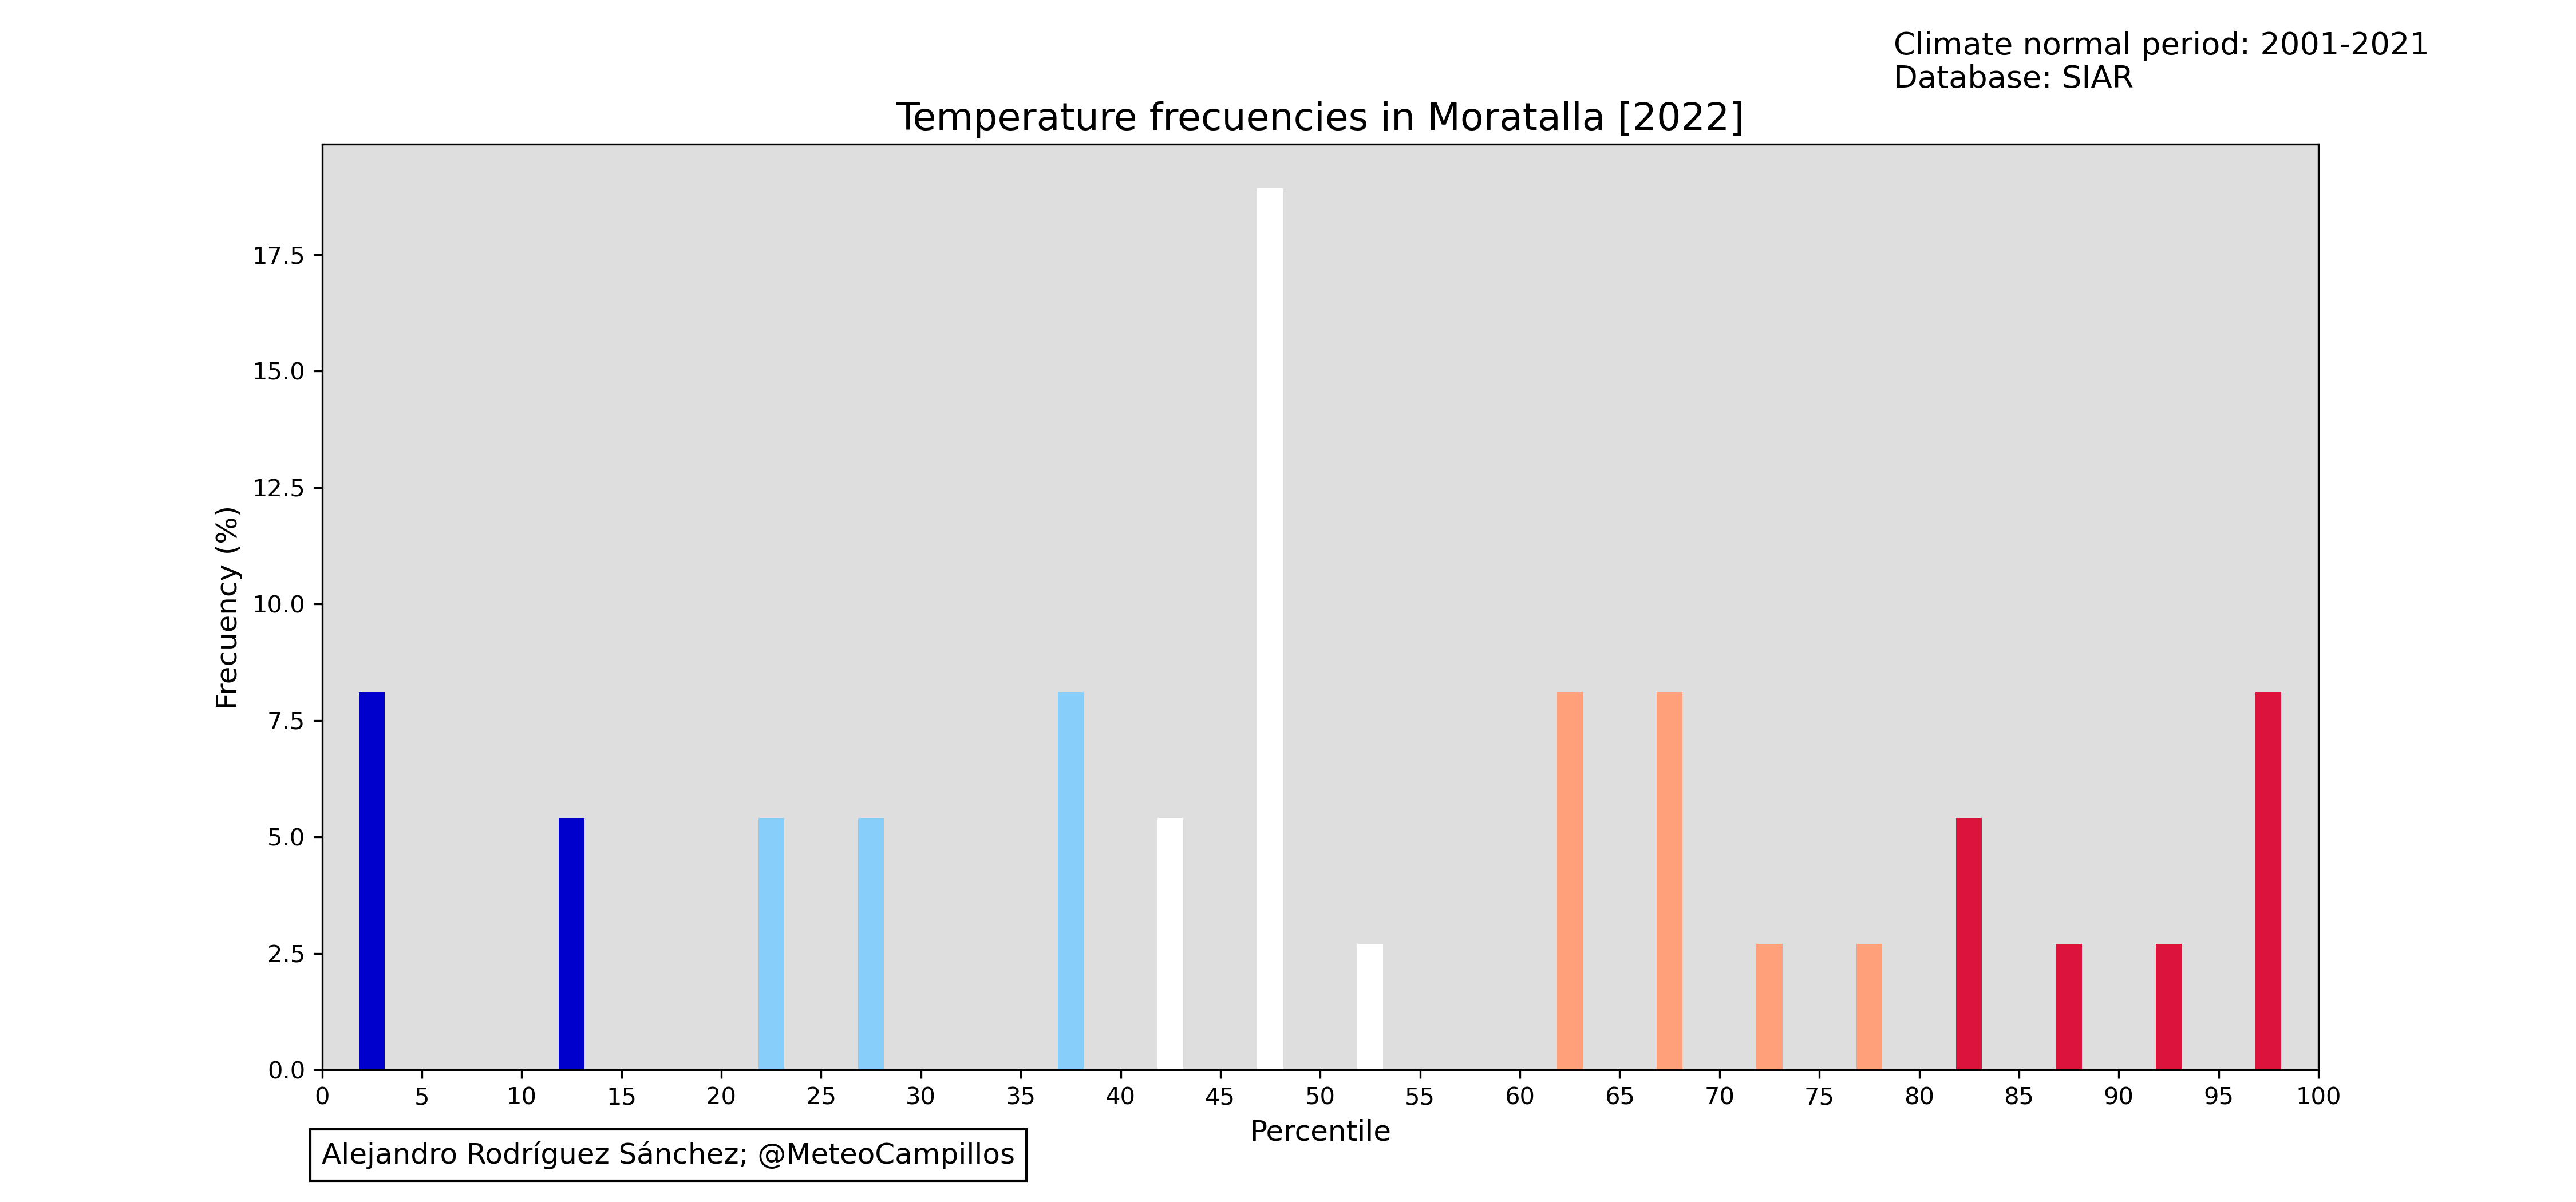 Climate normal period: 2001-2021
Database: SIAR
Temperature frecuencies in Moratalla [2022]
Frecuency (%)
17.5
15.0
12.5
10.0
7.5
5.0
2.5
0.0
0 5 10 15 20 25 30 35 40 45 50 55 60 65 70 75 80 85 90 95 100
Percentile
Alejandro Rodríguez Sánchez; @MeteoCampillos